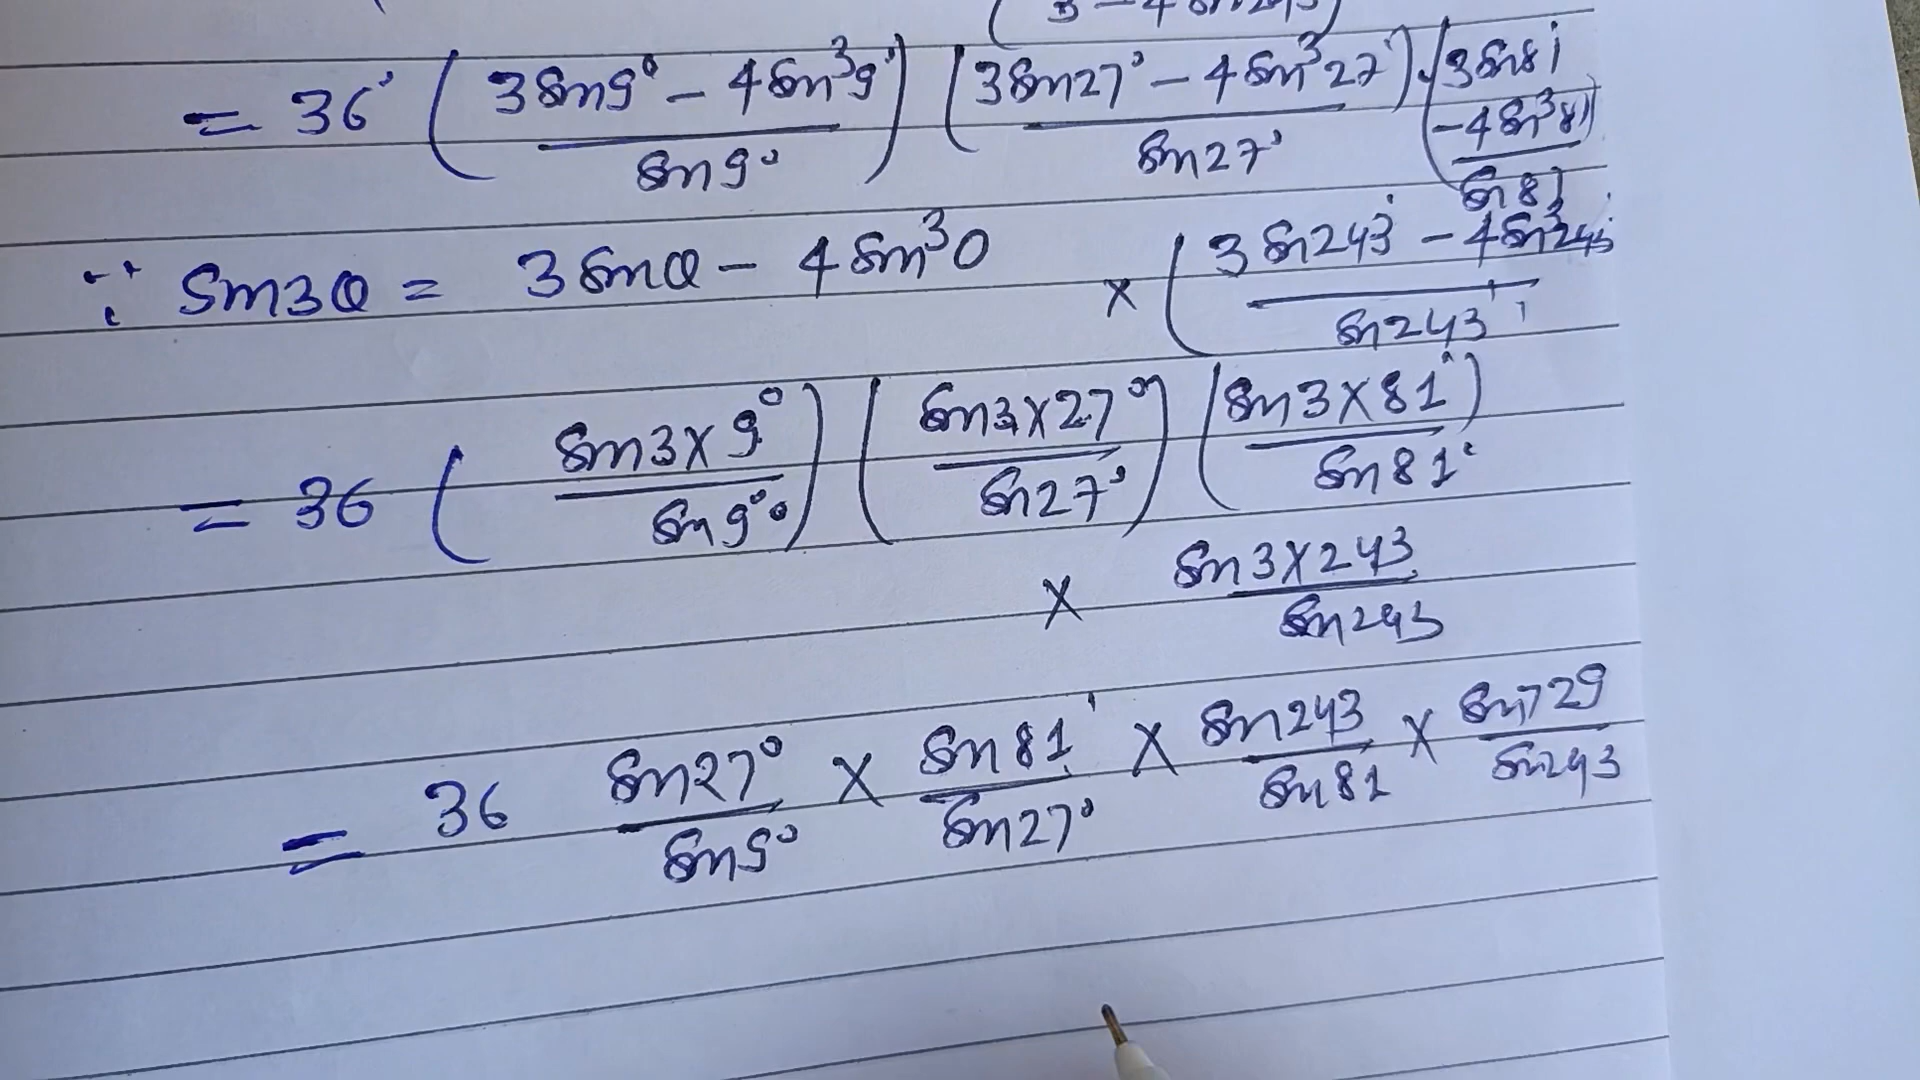 = 36° (3sin9° - 4sin³9° / sin9°) (3sin27° - 4sin³27° / sin27°) . (3sin81 - 4sin³81 / sin81)
∵ Sin3θ = 3sinθ - 4sin³θ × (3sin243 - 4sin³243 / sin243)
= 36 (sin3×9° / sin9°) (sin3×27° / sin27°) (sin3×81° / sin81°)
× sin3×243 / sin243
= 36 sin27° / sin9° × sin81° / sin27° × sin243 / sin81 × sin729 / sin243